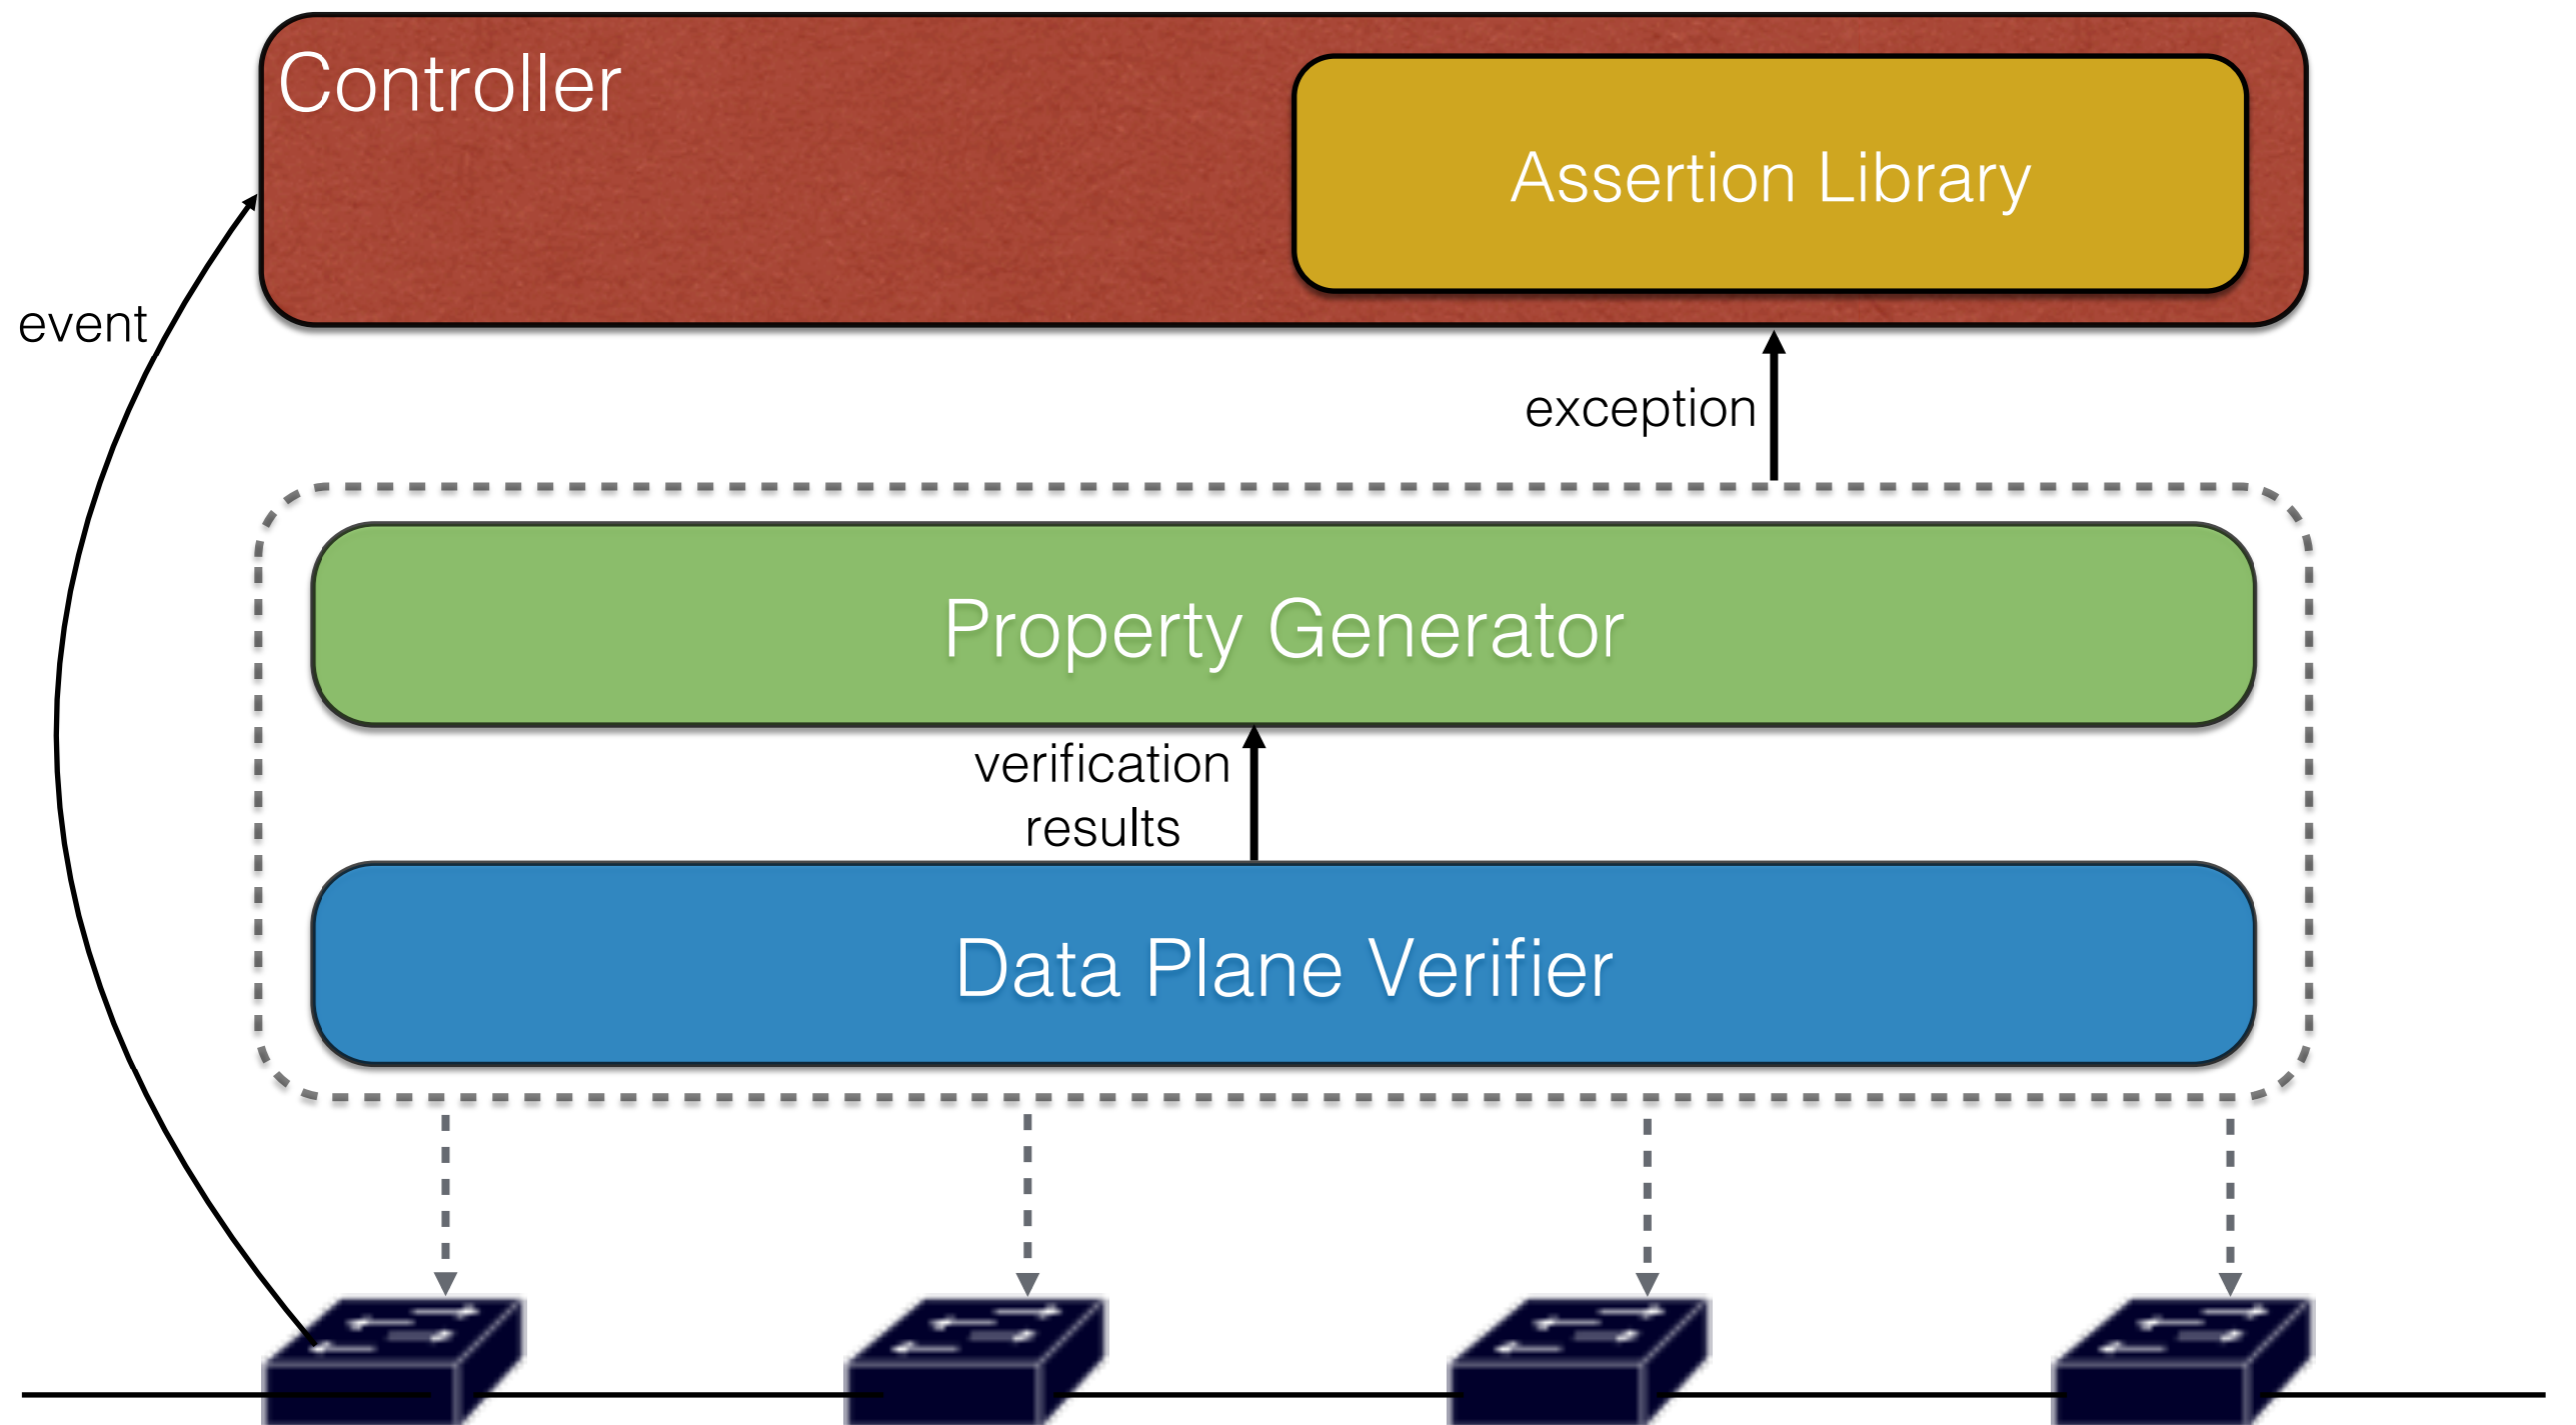 Controller
Assertion Library
event
exception
Property Generator
verification
results
Data Plane Verifier